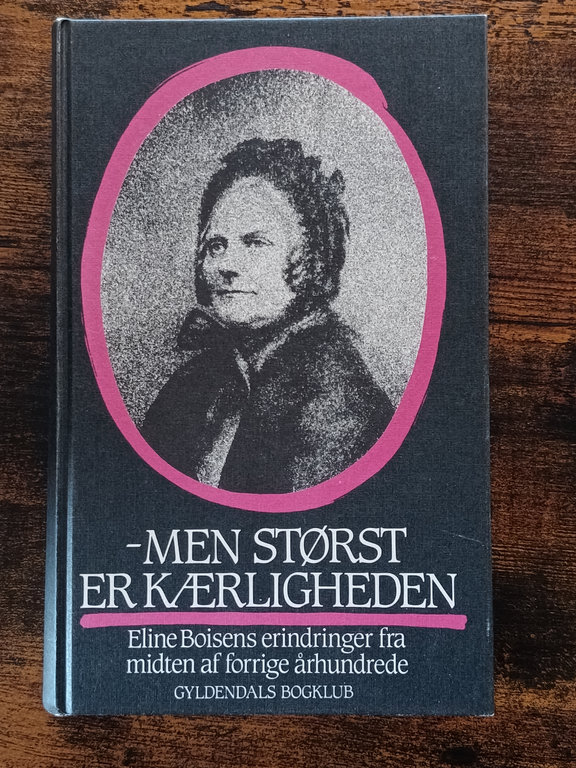 -MEN STØRST
ER KÆRLIGHEDEN
Eline Boisens erindringer fra
midten af forrige århundrede
GYLDENDALS BOGKLUB